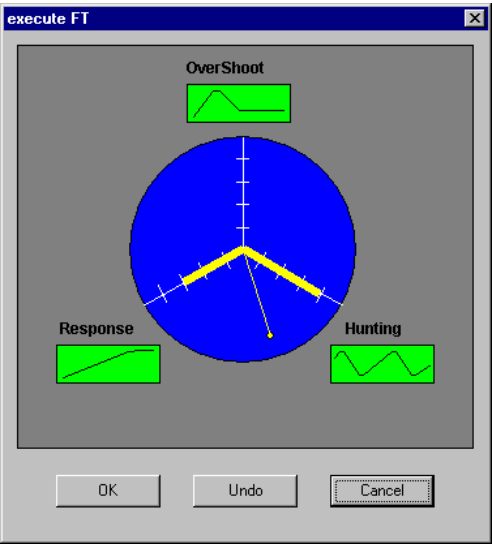 execute FT
OverShoot
Response
Hunting
OK
Undo
Cancel